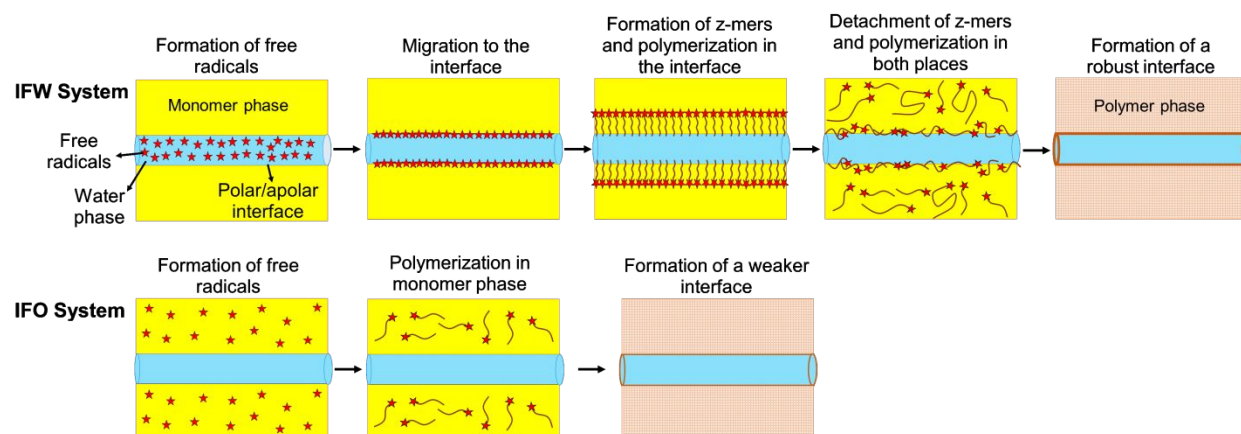 Formation of free
radicals
Migration to the
interface
Formation of z-mers
and polymerization in
the interface
Detachment of z-mers
and polymerization in
both places
Formation of a
robust interface
IFW System
Monomer phase
Polymer phase
Free
radicals
Water
phase
Polar/apolar
interface
Formation of free
radicals
Polymerization in
monomer phase
Formation of a weaker
interface
IFO System